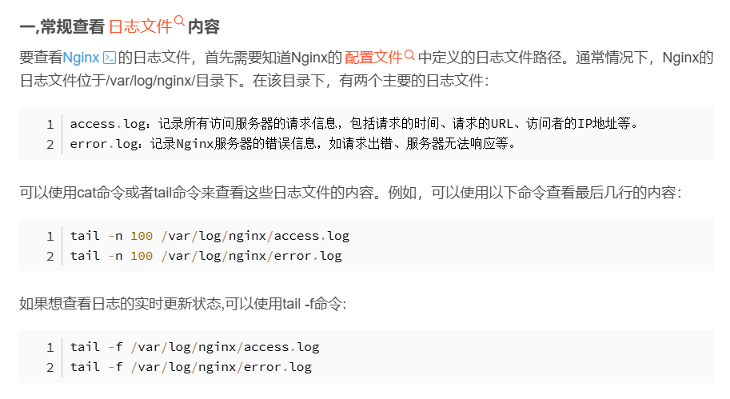 一,常规查看 日志文件 内容
要查看Nginx 的日志文件，首先需要知道Nginx的 配置文件 中定义的日志文件路径。通常情况下，Nginx的
日志文件位于/var/log/nginx/目录下。在该目录下，有两个主要的日志文件：
1 access.log：记录所有访问服务器的请求信息，包括请求的时间、请求的URL、访问者的IP地址等。
2 error.log：记录Nginx服务器的错误信息，如请求出错、服务器无法响应等。
可以使用cat命令或者tail命令来查看这些日志文件的内容。例如，可以使用以下命令查看最后几行的内容：
1 tail -n 100 /var/log/nginx/access.log
2 tail -n 100 /var/log/nginx/error.log
如果想查看日志的实时更新状态,可以使用tail -f命令:
1 tail -f /var/log/nginx/access.log
2 tail -f /var/log/nginx/error.log